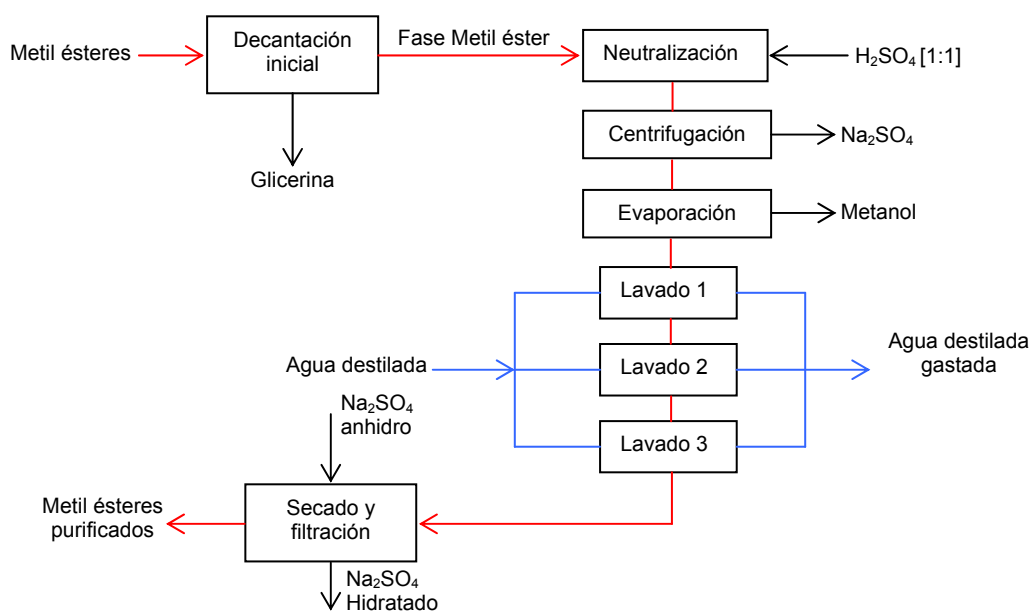 Metil ésteres
Decantación
inicial
Fase Metil éster
Neutralización
H₂SO₄ [1:1]
Glicerina
Centrifugación
Na₂SO₄
Evaporación
Metanol
Lavado 1
Agua destilada
Lavado 2
Agua destilada
gastada
Lavado 3
Na₂SO₄
anhidro
Metil ésteres
purificados
Secado y
filtración
Na₂SO₄
Hidratado